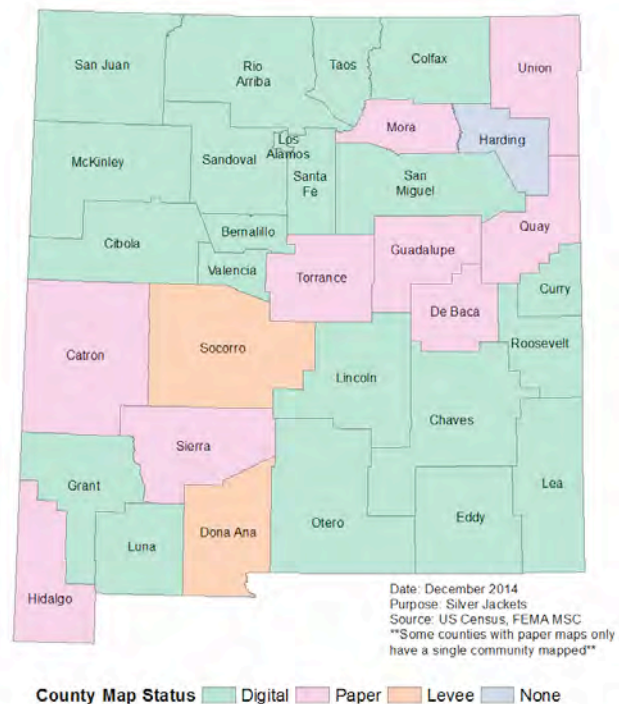 San Juan
Rio
Arriba
Taos
Colfax
Union
Mora
Harding
McKinley
Sandoval
Los
Alamos
Santa
Fe
San
Miguel
Quay
Cibola
Bernalillo
Valencia
Torrance
Guadalupe
Curry
De Baca
Catron
Socorro
Lincoln
Roosevelt
Chaves
Sierra
Grant
Lea
Luna
Dona Ana
Otero
Eddy
Hidalgo
Date: December 2014
Purpose: Silver Jackets
Source: US Census, FEMA MSC
**Some counties with paper maps only
have a single community mapped**
County Map Status Digital Paper Levee None